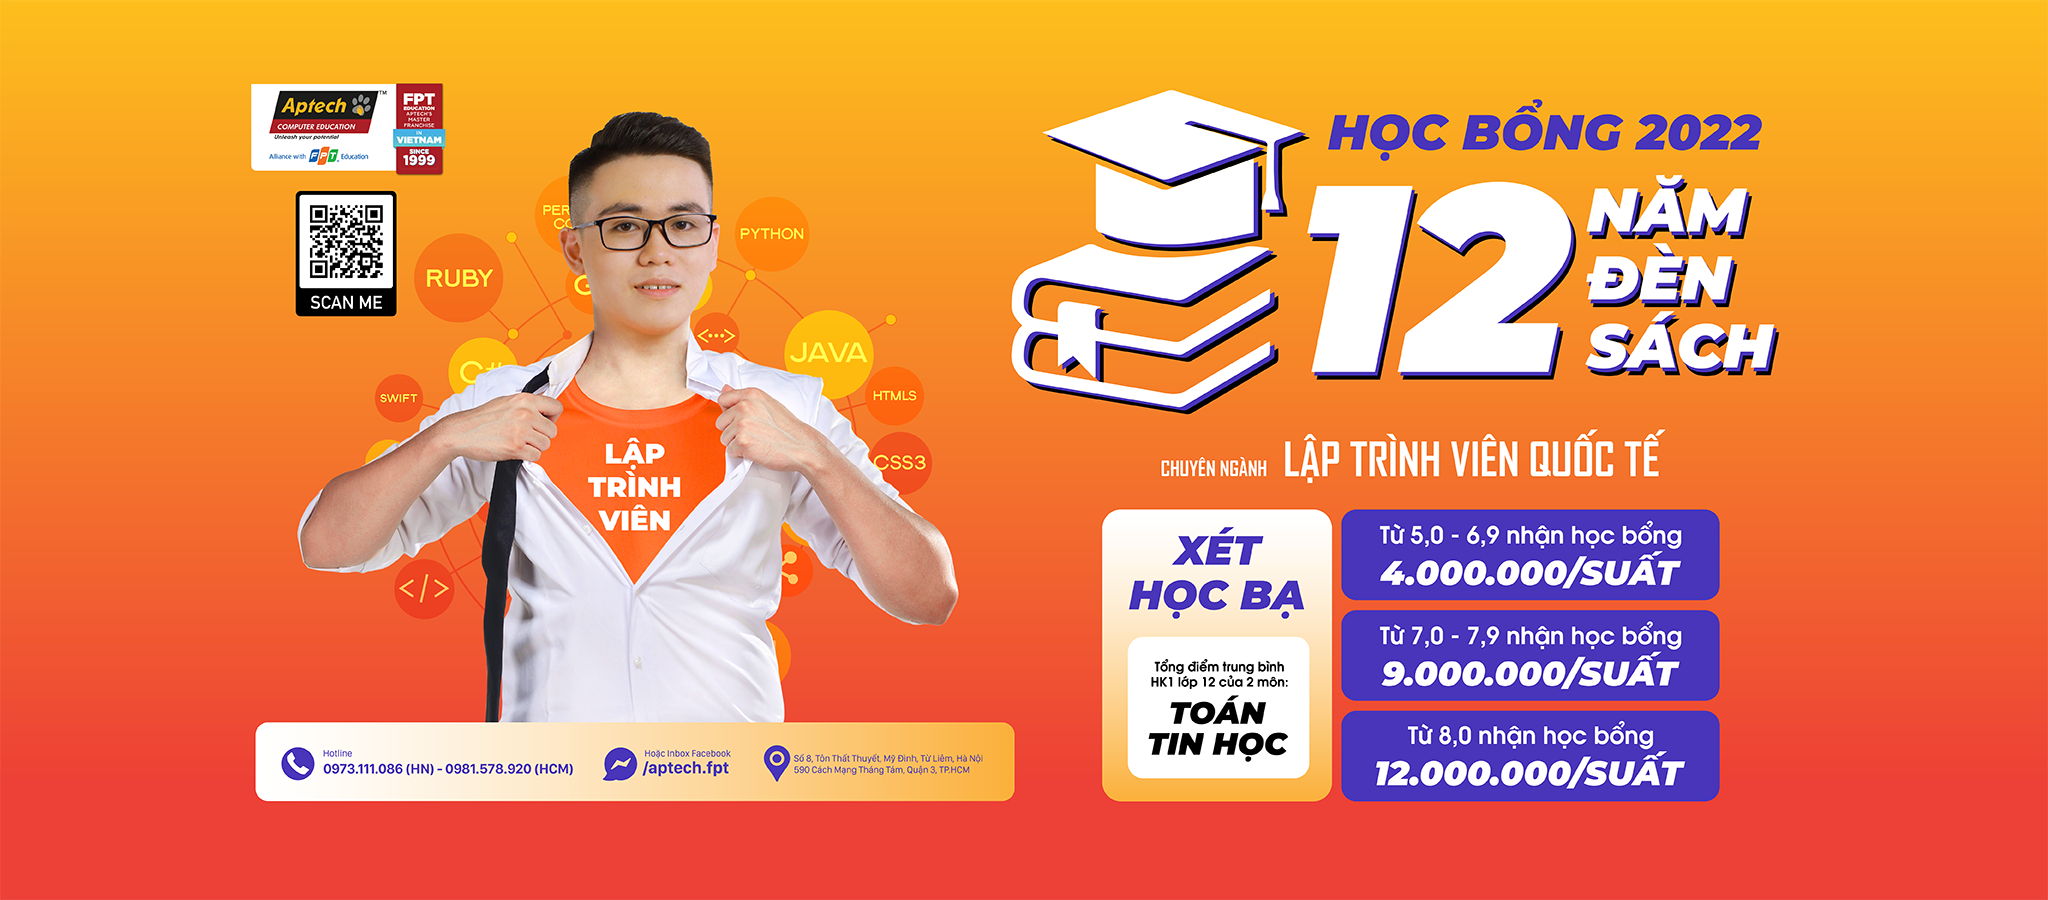 Aptech
TM
COMPUTER EDUCATION
Unleash your potential
Alliance with FPT Education
FPT
EDUCATION
APTECH'S
MASTER
FRANCHISE
IN
VIETNAM
SINCE
1999
SCAN ME
RUBY
PYTHON
JAVA
SWIFT
HTML5
CSS3
<···>
</>
LẬP
TRÌNH
VIÊN
HỌC BỔNG 2022
12
NĂM
ĐÈN
SÁCH
CHUYÊN NGÀNH LẬP TRÌNH VIÊN QUỐC TẾ
XÉT
HỌC BẠ
Tổng điểm trung bình
HK1 lớp 12 của 2 môn:
TOÁN
TIN HỌC
Từ 5,0 - 6,9 nhận học bổng
4.000.000/SUẤT
Từ 7,0 - 7,9 nhận học bổng
9.000.000/SUẤT
Từ 8,0 nhận học bổng
12.000.000/SUẤT
Hotline
0973.111.086 (HN) - 0981.578.920 (HCM)
Hoặc Inbox Facebook
/aptech.fpt
Số 8, Tôn Thất Thuyết, Mỹ Đình, Từ Liêm, Hà Nội
590 Cách Mạng Tháng Tám, Quận 3, TP.HCM